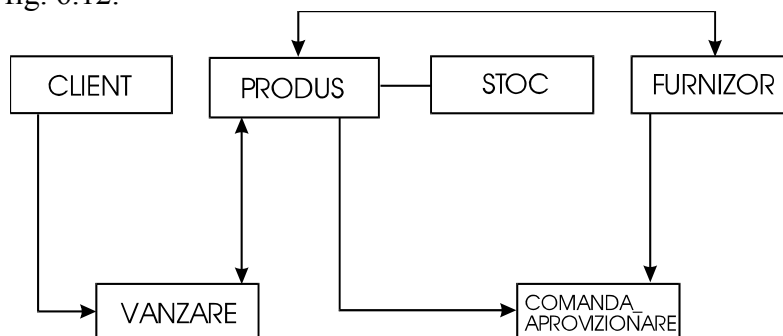 fig. 6.12.
CLIENT
PRODUS
STOC
FURNIZOR
VANZARE
COMANDA_
APROVIZIONARE